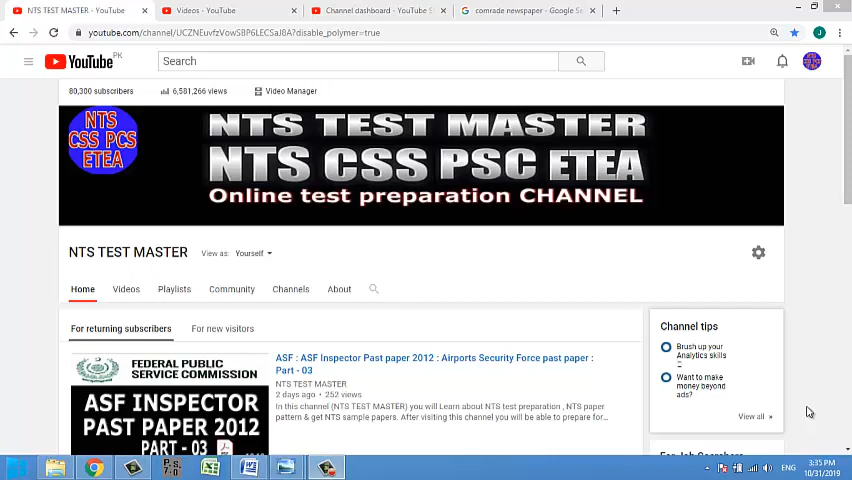 NTS TEST MASTER - YouTube
Videos - YouTube
Channel dashboard - YouTube S
comrade newspaper - Google Se
youtube.com/channel/UCZNEuvfzVowSBP6LECSaJ8A?disable_polymer=true
J
YouTube PK
Search
80,300 subscribers
6,581,266 views
Video Manager
NTS
CSS PCS
ETEA
NTS TEST MASTER
NTS CSS PSC ETEA
Online test preparation CHANNEL
NTS TEST MASTER
View as: Yourself
Home
Videos
Playlists
Community
Channels
About
For returning subscribers
For new visitors
FEDERAL PUBLIC
SERVICE COMMISSION
ASF INSPECTOR
PAST PAPER 2012
PART - 03
ASF : ASF Inspector Past paper 2012 : Airports Security Force past paper :
Part - 03
NTS TEST MASTER
2 days ago • 252 views
In this channel (NTS TEST MASTER) you will Learn about NTS test preparation , NTS paper
pattern & get NTS sample papers. After visiting this channel you will be able to prepare for...
Channel tips
Brush up your
Analytics skills
Want to make
money beyond
ads?
View all »
For Job Searchers
P.S.
7.0
ENG
3:35 PM
10/31/2019